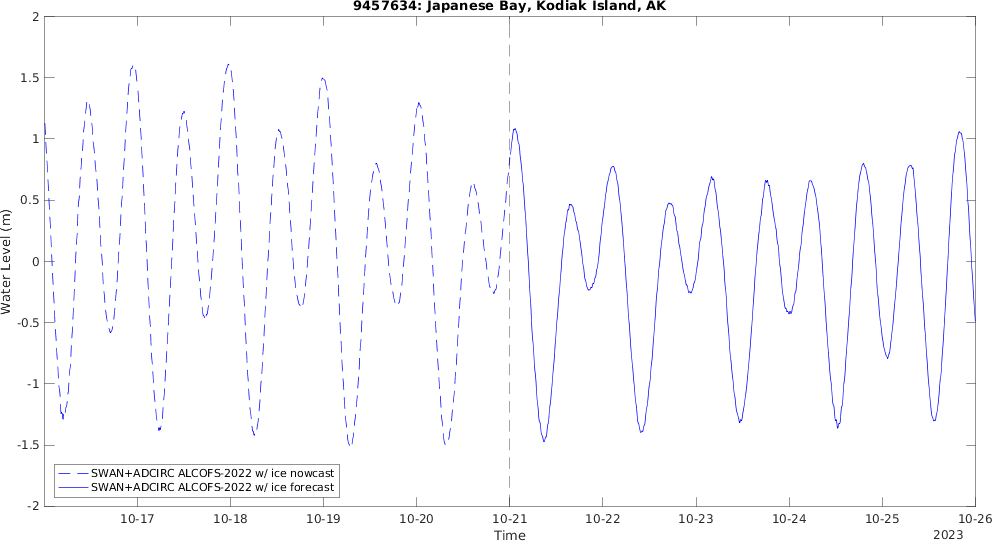 9457634: Japanese Bay, Kodiak Island, AK
2
1.5
1
0.5
0
-0.5
-1
-1.5
-2
Water Level (m)
SWAN+ADCIRC ALCOFS-2022 w/ ice nowcast
SWAN+ADCIRC ALCOFS-2022 w/ ice forecast
10-17 10-18 10-19 10-20 10-21 10-22 10-23 10-24 10-25 10-26
Time
2023